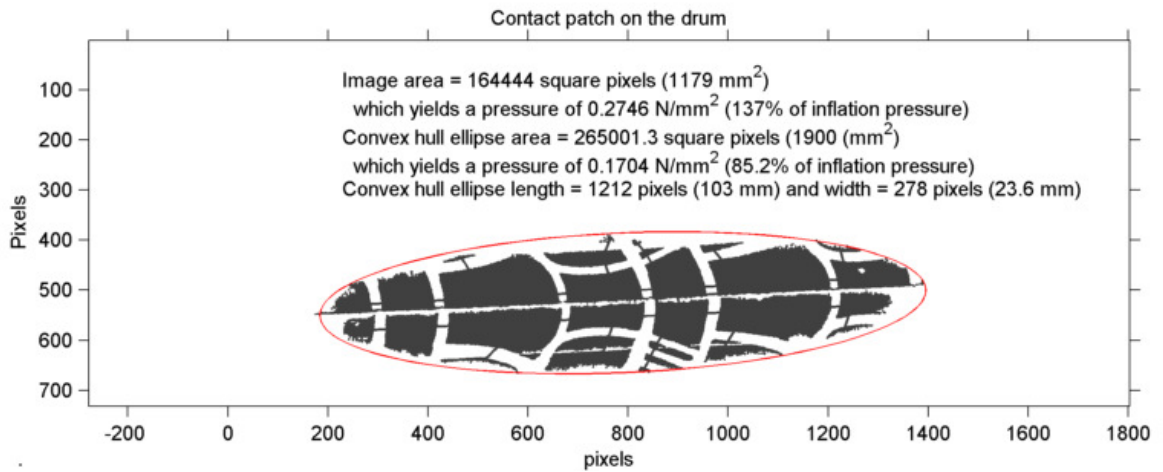 Contact patch on the drum
Image area = 164444 square pixels (1179 mm²)
which yields a pressure of 0.2746 N/mm² (137% of inflation pressure)
Convex hull ellipse area = 265001.3 square pixels (1900 (mm²)
which yields a pressure of 0.1704 N/mm² (85.2% of inflation pressure)
Convex hull ellipse length = 1212 pixels (103 mm) and width = 278 pixels (23.6 mm)
Pixels
100
200
300
400
500
600
700
-200 0 200 400 600 800 1000 1200 1400 1600 1800
pixels